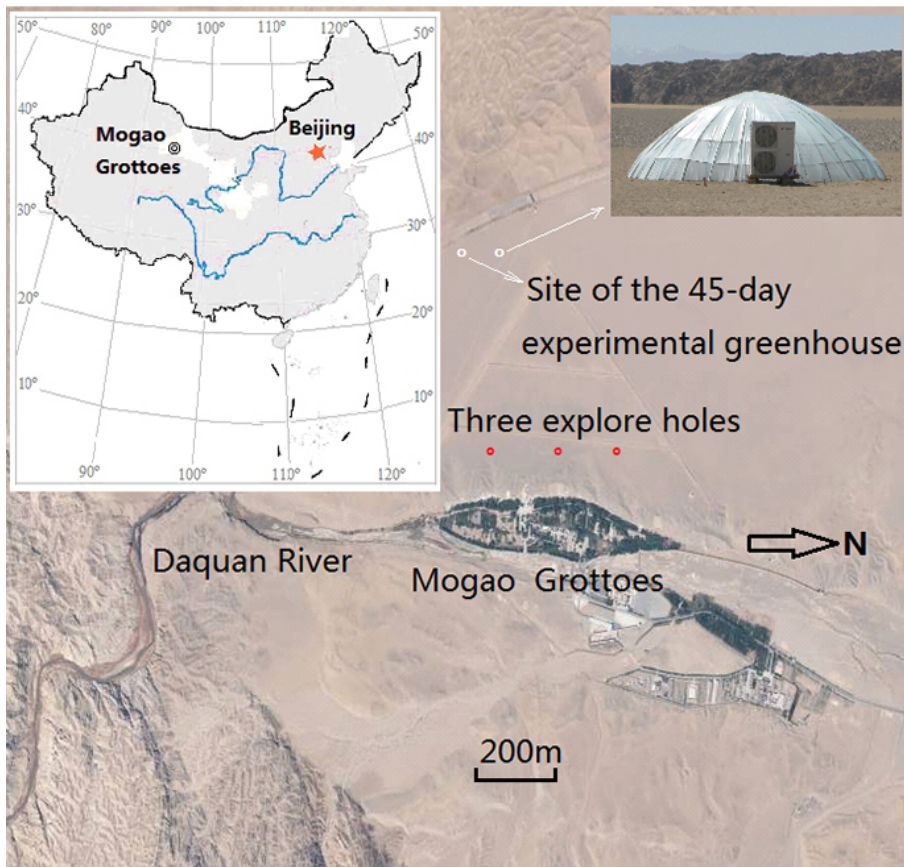 50° 80° 90° 100° 110° 120° 50°
40°
Mogao
Grottoes
Beijing
40°
30°
30°
20°
20°
10°
10°
90°
100°
110°
120°
Site of the 45-day
experimental greenhouse
Three explore holes
N
Daquan River
Mogao Grottoes
200m